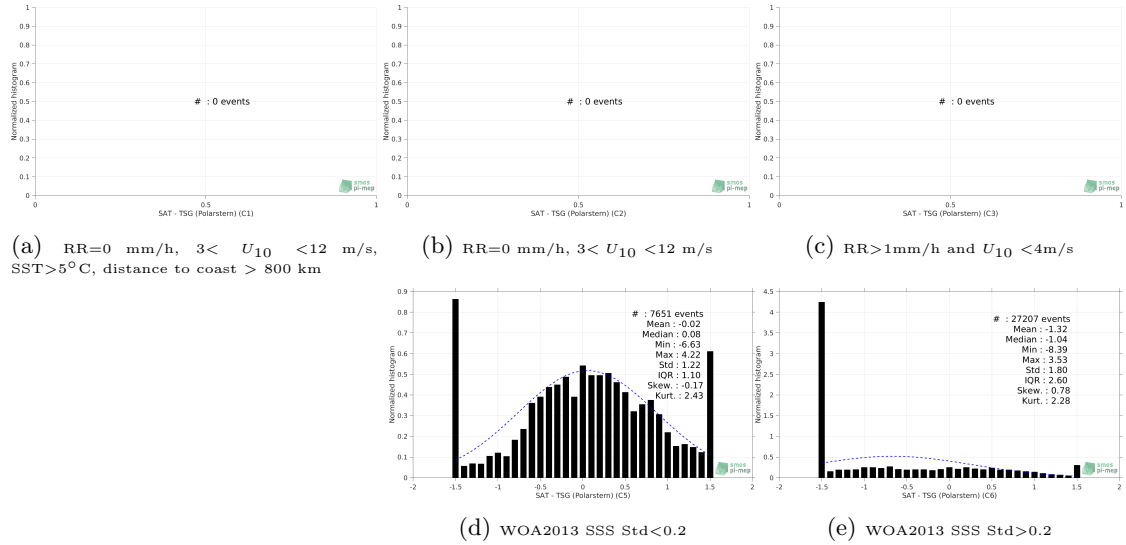 1
0.9
0.8
0.7
0.6
0.5
0.4
0.3
0.2
0.1
0
Normalized histogram
# : 0 events
smos
pi-mep
0 0.5 1
SAT - TSG (Polarstern) (C1)
1
0.9
0.8
0.7
0.6
0.5
0.4
0.3
0.2
0.1
0
Normalized histogram
# : 0 events
smos
pi-mep
0 0.5 1
SAT - TSG (Polarstern) (C2)
1
0.9
0.8
0.7
0.6
0.5
0.4
0.3
0.2
0.1
0
Normalized histogram
# : 0 events
smos
pi-mep
0 0.5 1
SAT - TSG (Polarstern) (C3)
(a) RR=0 mm/h, 3< U10 <12 m/s,
SST>5°C, distance to coast > 800 km
(b) RR=0 mm/h, 3< U10 <12 m/s
(c) RR>1mm/h and U10 <4m/s
0.9
0.8
0.7
0.6
0.5
0.4
0.3
0.2
0.1
0
Normalized histogram
# : 7651 events
Mean : -0.02
Median : 0.08
Min : -6.63
Max : 4.22
Std : 1.22
IQR : 1.10
Skew. : -0.17
Kurt. : 2.43
smos
pi-mep
-2 -1.5 -1 -0.5 0 0.5 1 1.5 2
SAT - TSG (Polarstern) (C5)
4.5
4
3.5
3
2.5
2
1.5
1
0.5
0
Normalized histogram
# : 27207 events
Mean : -1.32
Median : -1.04
Min : -8.39
Max : 3.53
Std : 1.80
IQR : 2.60
Skew. : 0.78
Kurt. : 2.28
smos
pi-mep
-2 -1.5 -1 -0.5 0 0.5 1 1.5 2
SAT - TSG (Polarstern) (C6)
(d) WOA2013 SSS Std<0.2
(e) WOA2013 SSS Std>0.2